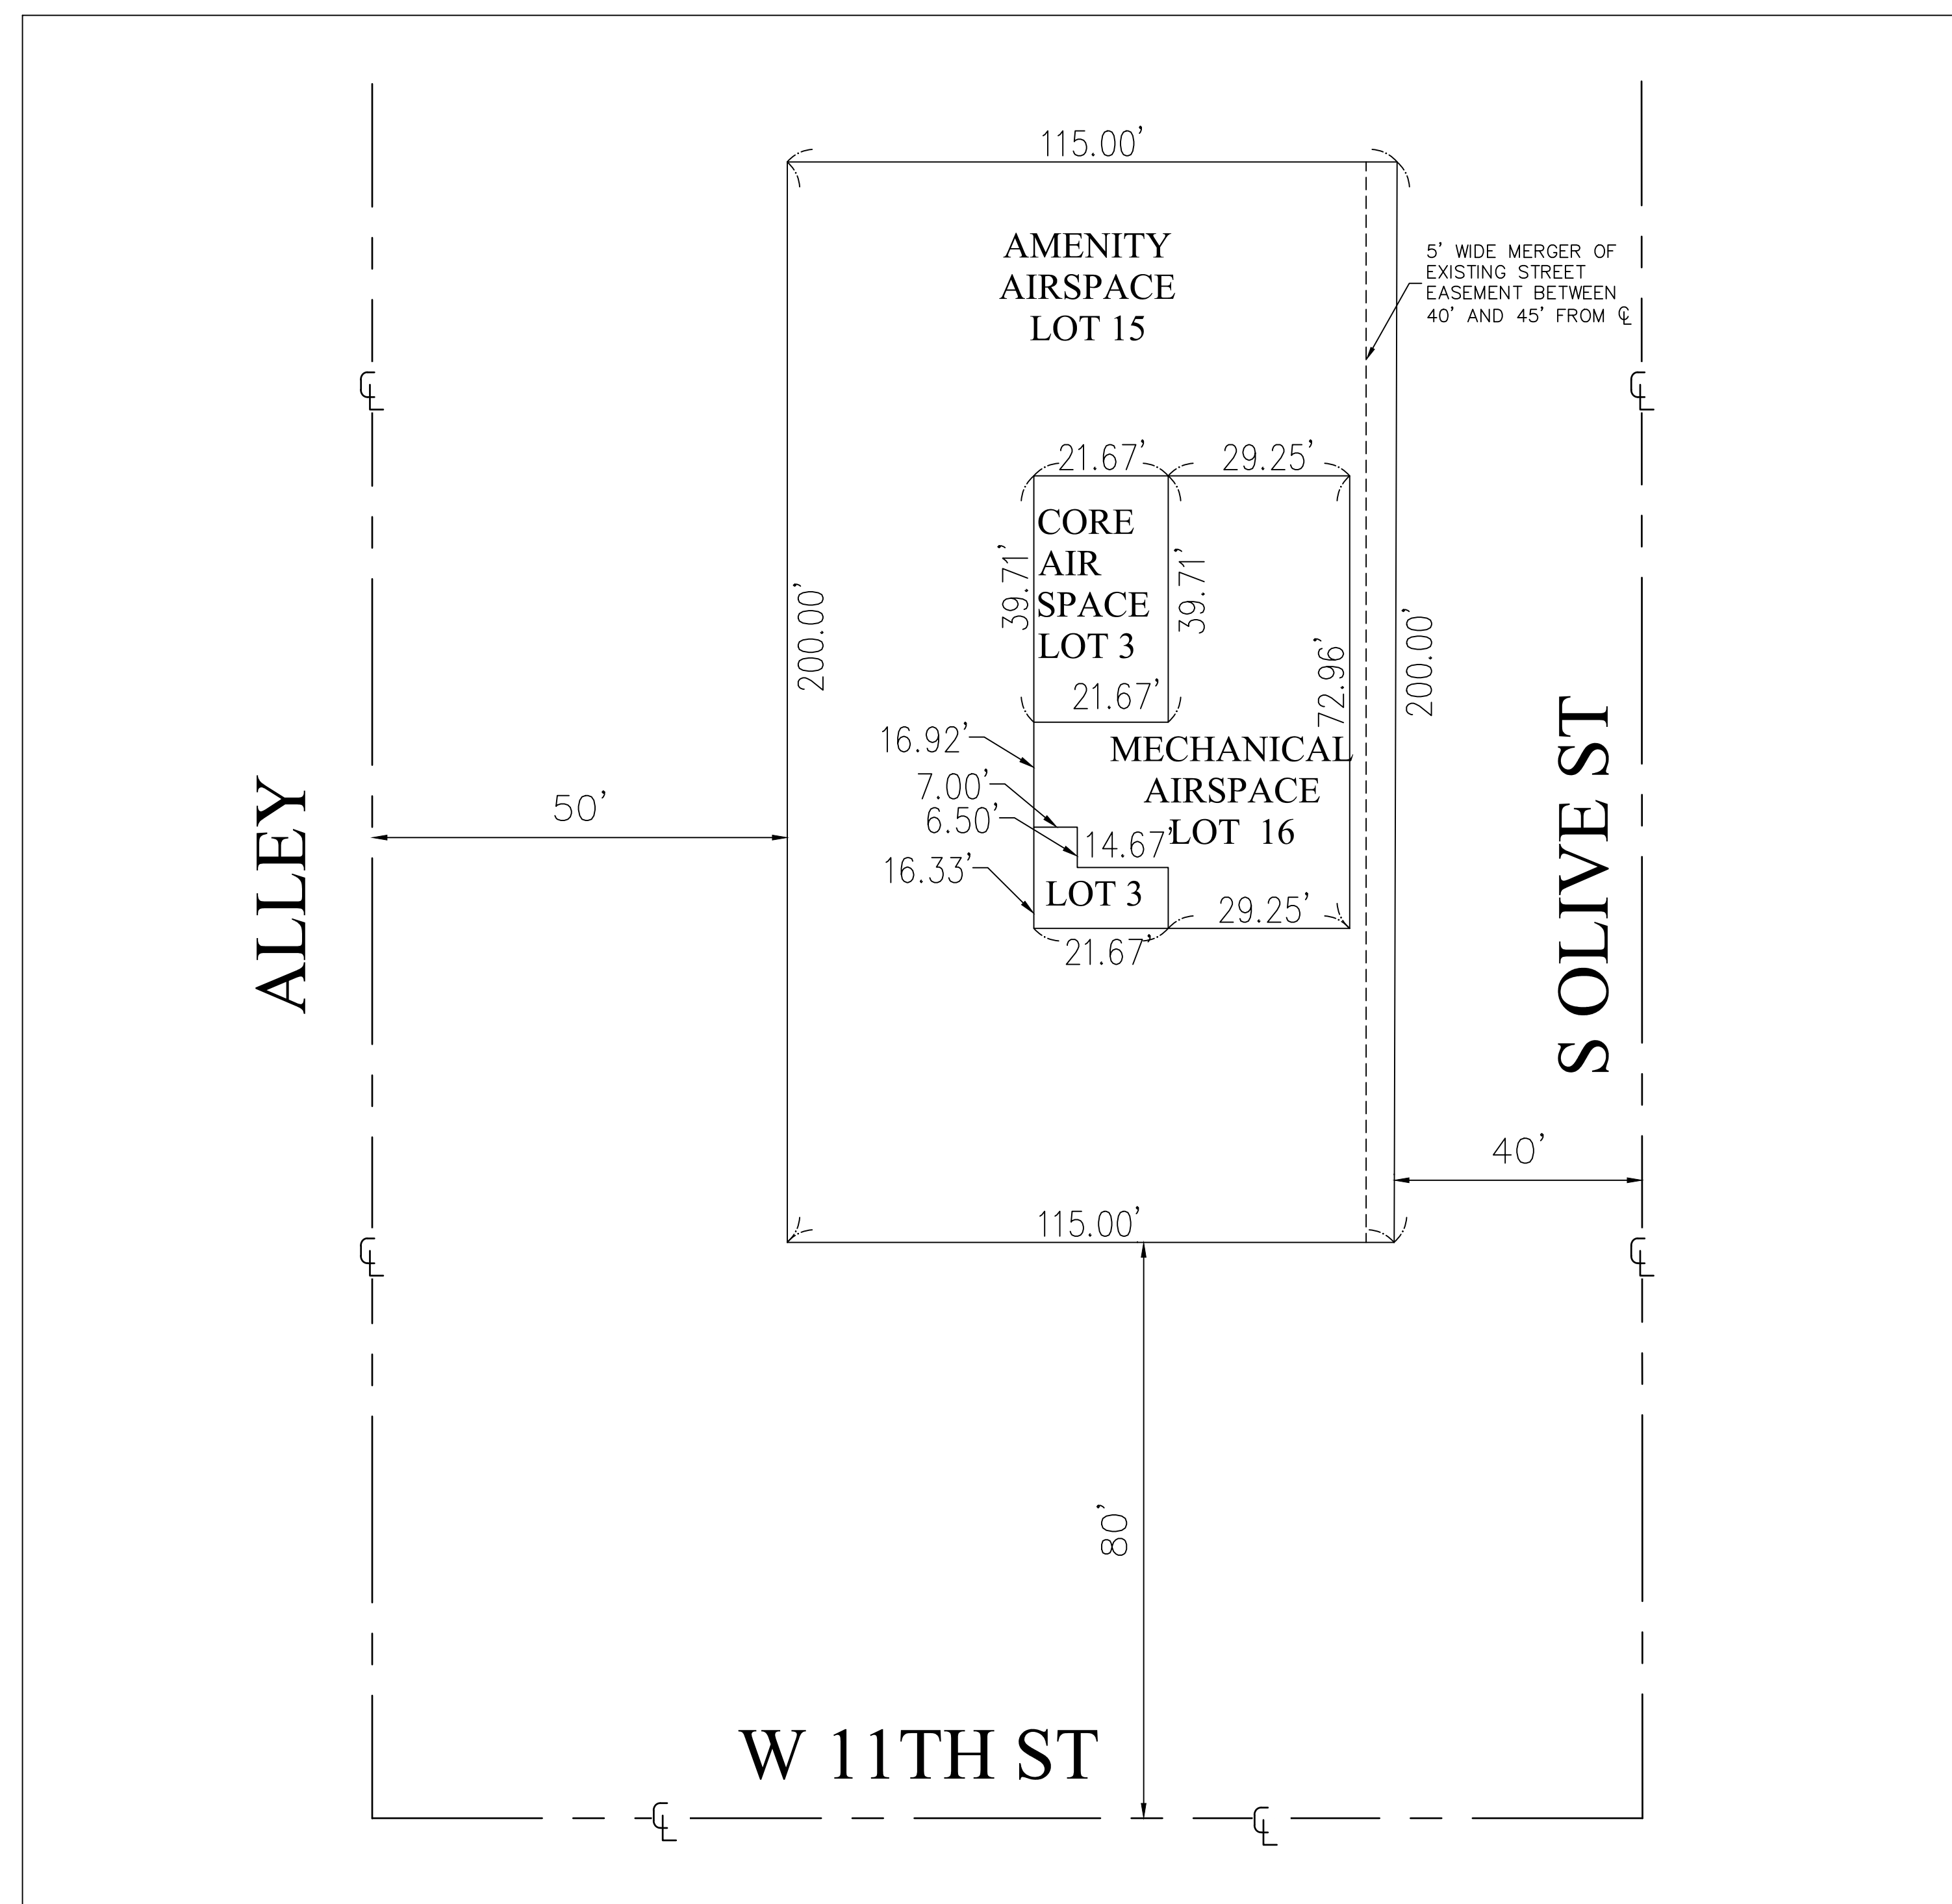 115.00'
AMENITY
AIRSPACE
LOT 15
5' WIDE MERGER OF
EXISTING STREET
EASEMENT BETWEEN
40' AND 45' FROM ℄
℄
℄
21.67'
29.25'
CORE
AIR
SPACE
LOT 3
39.71'
39.71'
200.00'
72.96'
200.00'
21.67'
16.92'
MECHANICAL
AIRSPACE
LOT 16
7.00'
6.50'
14.67'
16.33'
LOT 3
29.25'
21.67'
50'
ALLEY
S OLIVE ST
40'
115.00'
℄
℄
80'
W 11TH ST
℄
℄